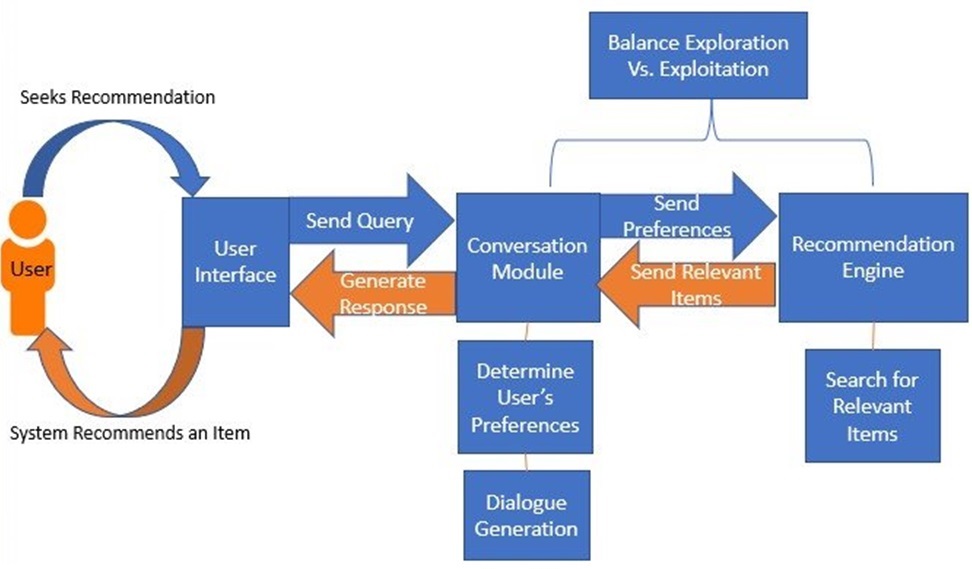 Balance Exploration
Vs. Exploitation
Seeks Recommendation
User
User
Interface
Send Query
Generate
Response
Conversation
Module
Send
Preferences
Send Relevant
Items
Recommendation
Engine
Determine
User's
Preferences
Dialogue
Generation
Search for
Relevant
Items
System Recommends an Item